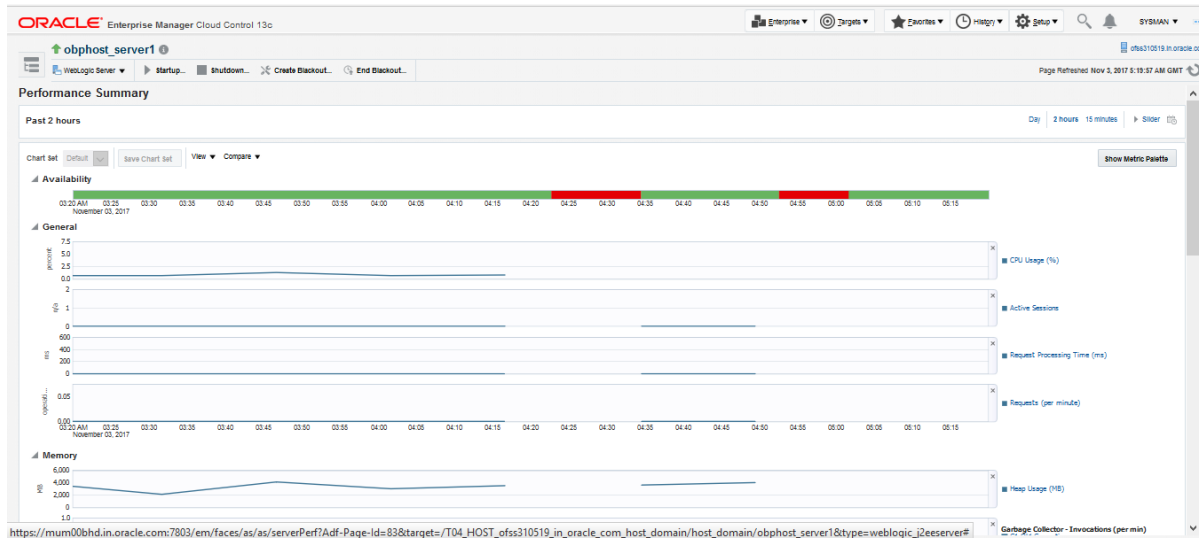 ORACLE Enterprise Manager Cloud Control 13c
Enterprise Targets Favorites History Setup SYSMAN
obphost_server1
ofss310519.in.oracle.co
WebLogic Server Startup... Shutdown... Create Blackout... End Blackout...
Page Refreshed Nov 3, 2017 5:19:57 AM GMT
Performance Summary
Past 2 hours
Day 2 hours 15 minutes Slider
Chart Set Default Save Chart Set View Compare
Show Metric Palette
Availability
03:20 AM 03:25 03:30 03:35 03:40 03:45 03:50 03:55 04:00 04:05 04:10 04:15 04:20 04:25 04:30 04:35 04:40 04:45 04:50 04:55 05:00 05:05 05:10 05:15
November 03, 2017
General
7.5
5.0
2.5
0.0
percent
CPU Usage (%)
2
1
0
n/a
Active Sessions
600
400
200
0
ms
Request Processing Time (ms)
0.05
0.00
operati...
Requests (per minute)
03:20 AM 03:25 03:30 03:35 03:40 03:45 03:50 03:55 04:00 04:05 04:10 04:15 04:20 04:25 04:30 04:35 04:40 04:45 04:50 04:55 05:00 05:05 05:10 05:15
November 03, 2017
Memory
6,000
4,000
2,000
0
MB
Heap Usage (MB)
1.0
Garbage Collector - Invocations (per min)
https://mum00bhd.in.oracle.com:7803/em/faces/as/as/serverPerf?Adf-Page-Id=83&target=/T04_HOST_ofss310519_in_oracle_com_host_domain/host_domain/obphost_server1&type=weblogic_j2eeserver#